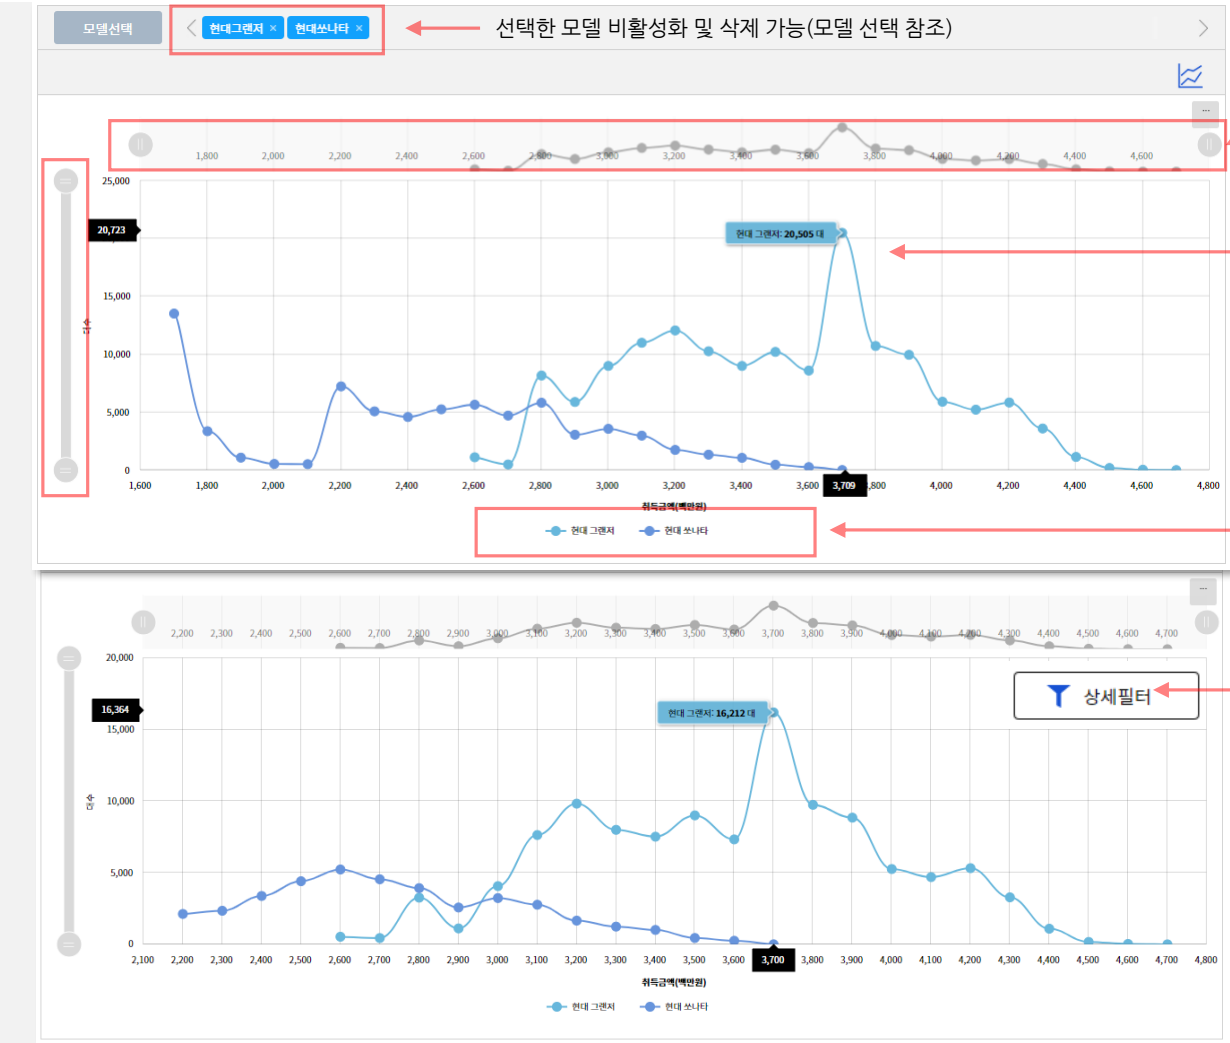 모델선택
현대그랜저 ×
현대쏘나타 ×
선택한 모델 비활성화 및 삭제 가능(모델 선택 참조)
...
1,800 2,000 2,200 2,400 2,600 2,800 3,000 3,200 3,400 3,600 3,800 4,000 4,200 4,400 4,600
25,000
20,723
현대 그랜저: 20,505 대
15,000
대수
10,000
5,000
0
1,600 1,800 2,000 2,200 2,400 2,600 2,800 3,000 3,200 3,400 3,600 3,709 4,000 4,200 4,400 4,600 4,800
취득금액(백만원)
현대 그랜저 현대 쏘나타
...
2,200 2,300 2,400 2,500 2,600 2,700 2,800 2,900 3,000 3,100 3,200 3,300 3,400 3,500 3,600 3,700 3,800 3,900 4,000 4,100 4,200 4,300 4,400 4,500 4,600 4,700
20,000
상세필터
16,364
현대 그랜저: 16,212 대
15,000
대수
10,000
5,000
0
2,100 2,200 2,300 2,400 2,500 2,600 2,700 2,800 2,900 3,000 3,100 3,200 3,300 3,400 3,500 3,600 3,700 3,800 3,900 4,000 4,100 4,200 4,300 4,400 4,500 4,600 4,700 4,800
취득금액(백만원)
현대 그랜저 현대 쏘나타